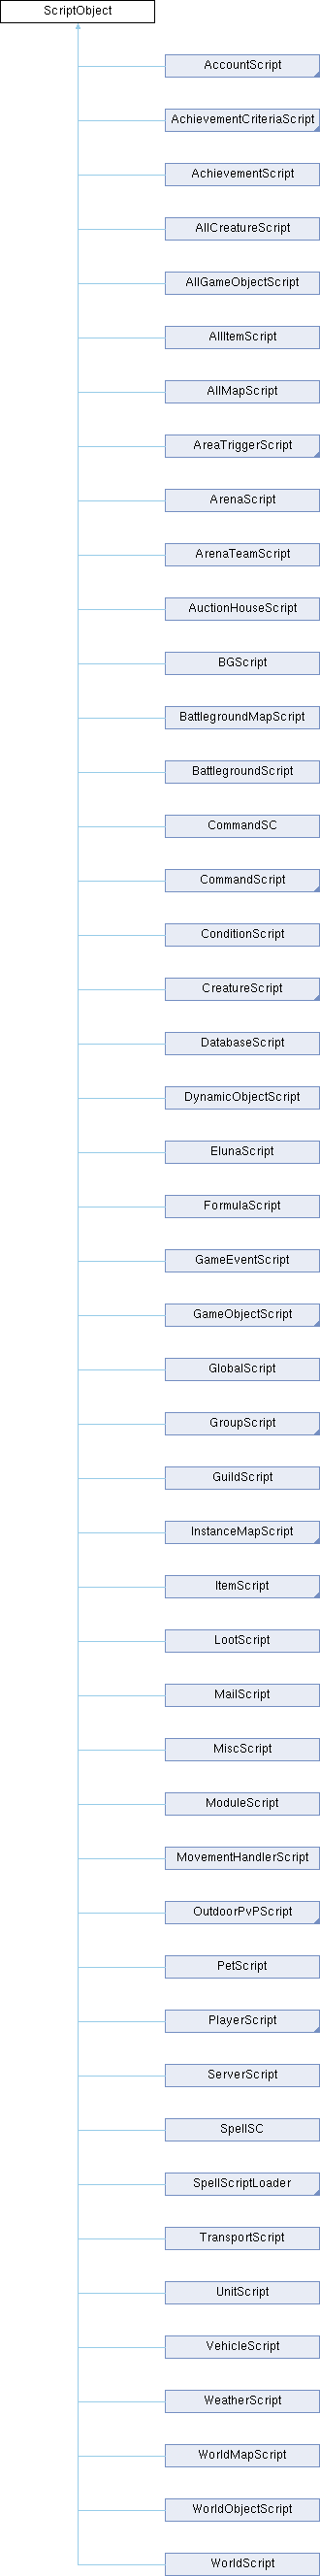 ScriptObject
AccountScript
AchievementCriteriaScript
AchievementScript
AllCreatureScript
AllGameObjectScript
AllItemScript
AllMapScript
AreaTriggerScript
ArenaScript
ArenaTeamScript
AuctionHouseScript
BGScript
BattlegroundMapScript
BattlegroundScript
CommandSC
CommandScript
ConditionScript
CreatureScript
DatabaseScript
DynamicObjectScript
ElunaScript
FormulaScript
GameEventScript
GameObjectScript
GlobalScript
GroupScript
GuildScript
InstanceMapScript
ItemScript
LootScript
MailScript
MiscScript
ModuleScript
MovementHandlerScript
OutdoorPvPScript
PetScript
PlayerScript
ServerScript
SpellSC
SpellScriptLoader
TransportScript
UnitScript
VehicleScript
WeatherScript
WorldMapScript
WorldObjectScript
WorldScript